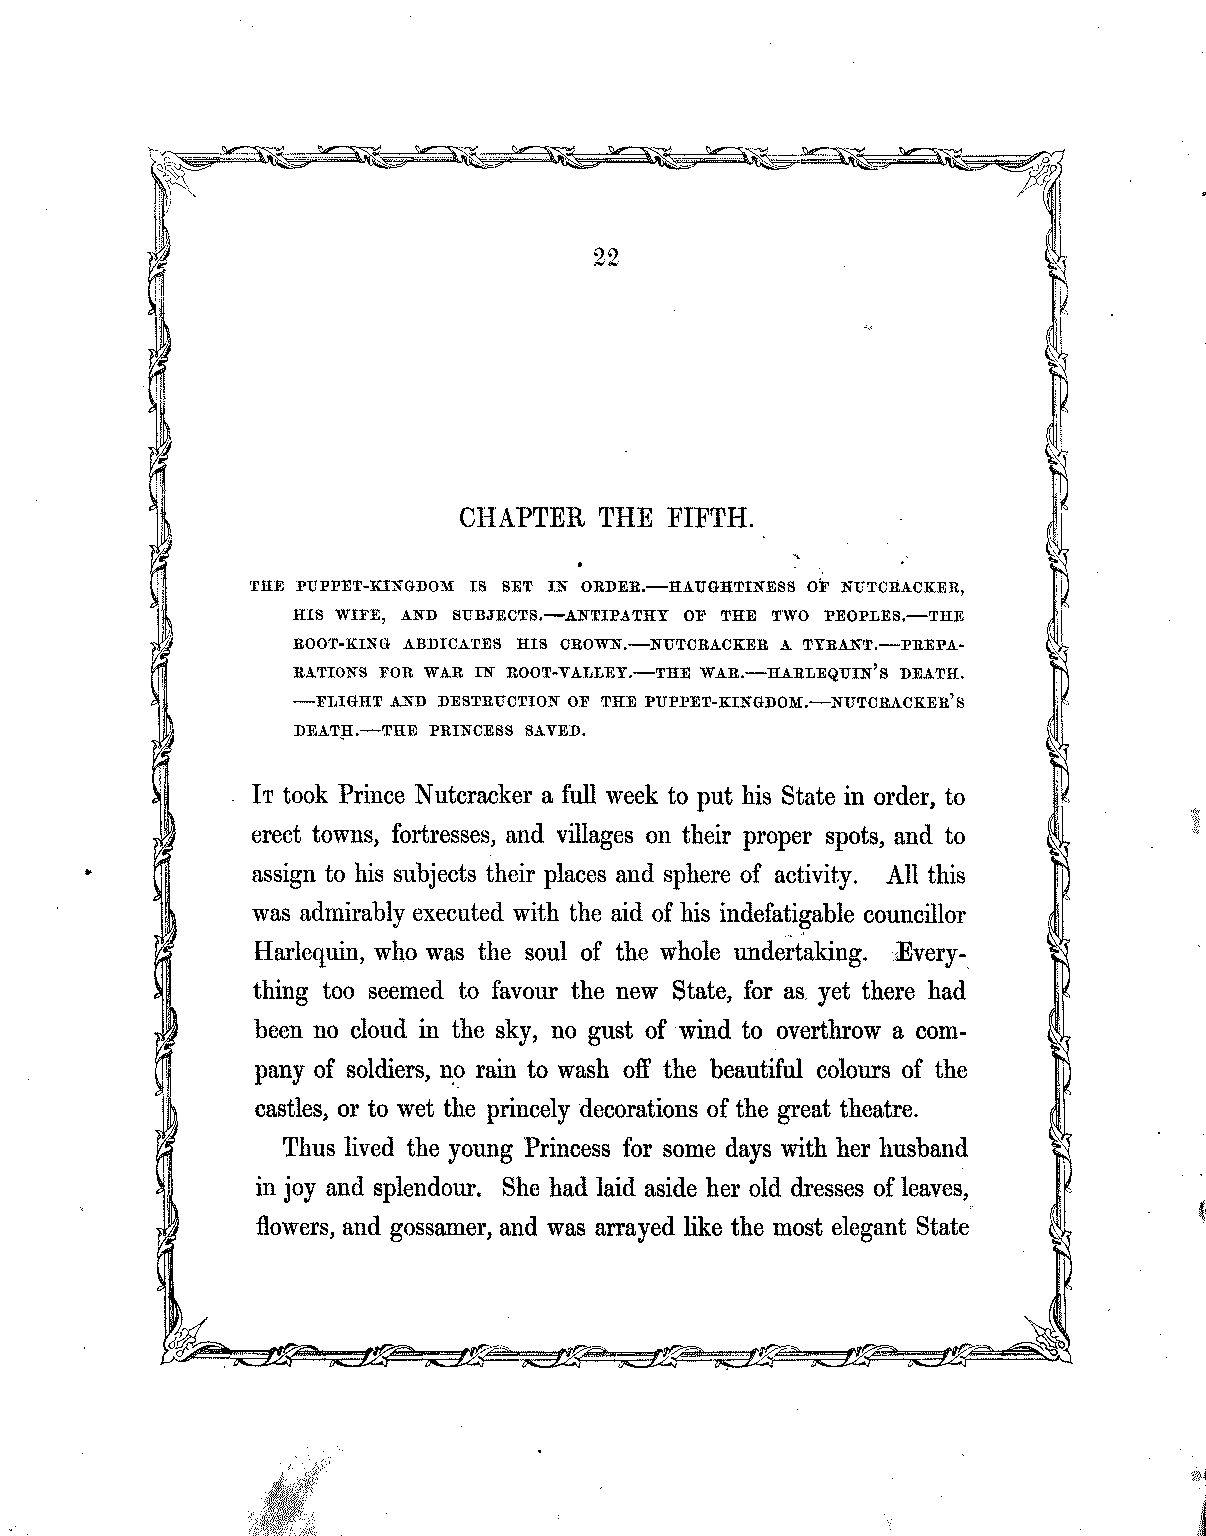 22
CHAPTER THE FIFTH.
THE PUPPET-KINGDOM IS SET IN ORDER.—HAUGHTINESS OF NUTCRACKER,
HIS WIFE, AND SUBJECTS.—ANTIPATHY OF THE TWO PEOPLES.—THE
ROOT-KING ABDICATES HIS CROWN.—NUTCRACKER A TYRANT.—PREPA-
RATIONS FOR WAR IN ROOT-VALLEY.—THE WAR.—HARLEQUIN'S DEATH.
—FLIGHT AND DESTRUCTION OF THE PUPPET-KINGDOM.—NUTCRACKER'S
DEATH.—THE PRINCESS SAVED.
IT took Prince Nutcracker a full week to put his State in order, to
erect towns, fortresses, and villages on their proper spots, and to
assign to his subjects their places and sphere of activity. All this
was admirably executed with the aid of his indefatigable councillor
Harlequin, who was the soul of the whole undertaking. Every-
thing too seemed to favour the new State, for as yet there had
been no cloud in the sky, no gust of wind to overthrow a com-
pany of soldiers, no rain to wash off the beautiful colours of the
castles, or to wet the princely decorations of the great theatre.
Thus lived the young Princess for some days with her husband
in joy and splendour. She had laid aside her old dresses of leaves,
flowers, and gossamer, and was arrayed like the most elegant State